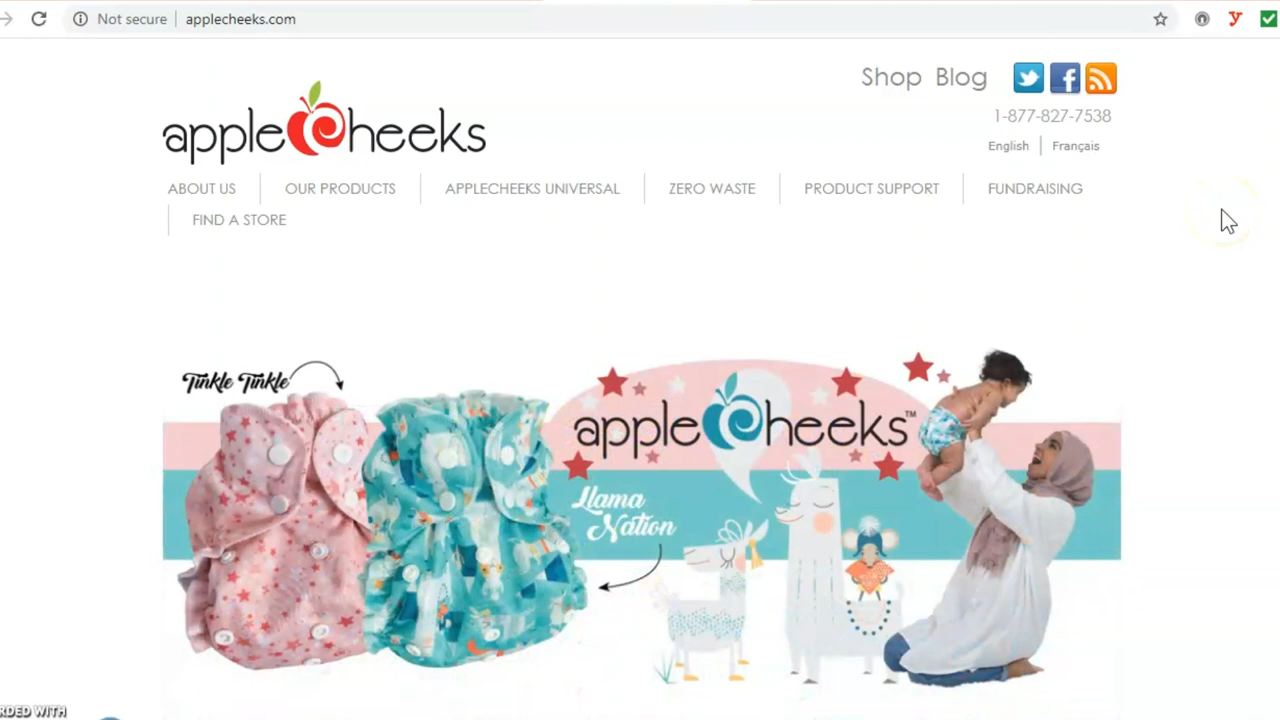 Not secure applecheeks.com
Shop Blog
applecheeks
1-877-827-7538
English Français
ABOUT US OUR PRODUCTS APPLECHEEKS UNIVERSAL ZERO WASTE PRODUCT SUPPORT FUNDRAISING
FIND A STORE
Tinkle Tinkle
applecheeks™
Llama
Nation
RDED WITH